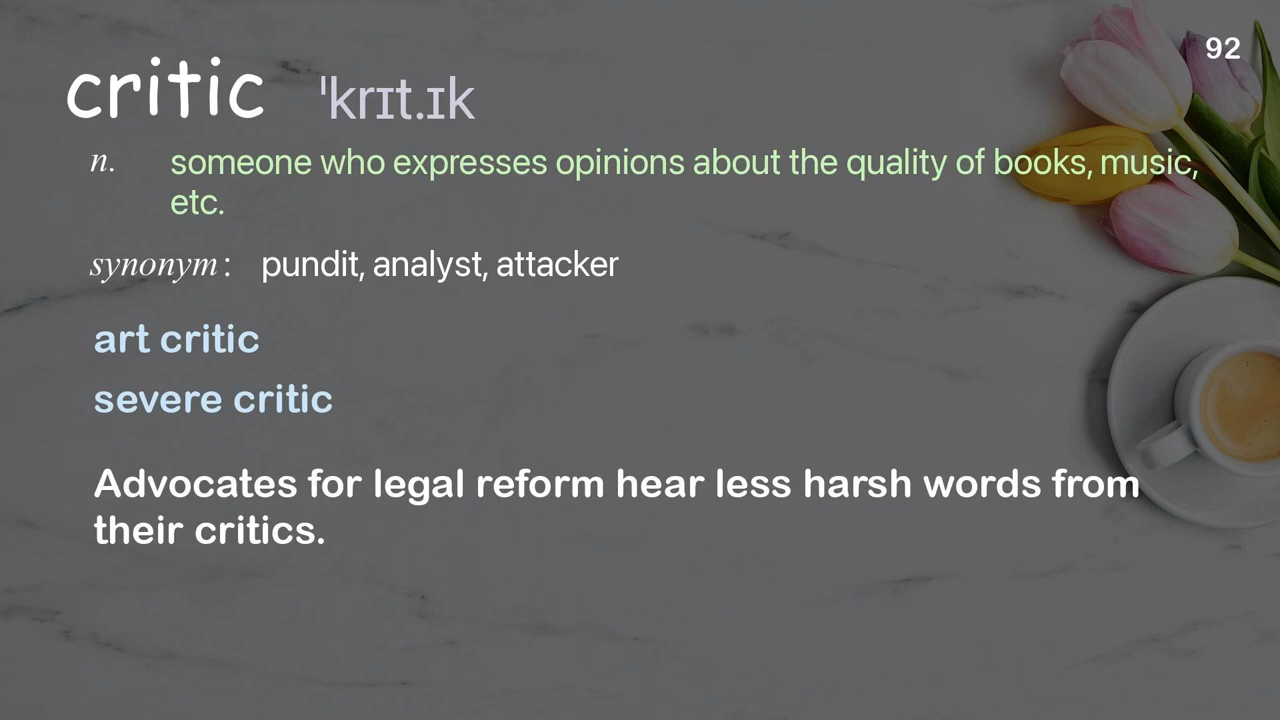 92
critic ˈkrɪt.ɪk
n. someone who expresses opinions about the quality of books, music,
etc.
synonym : pundit, analyst, attacker
art critic
severe critic
Advocates for legal reform hear less harsh words from
their critics.